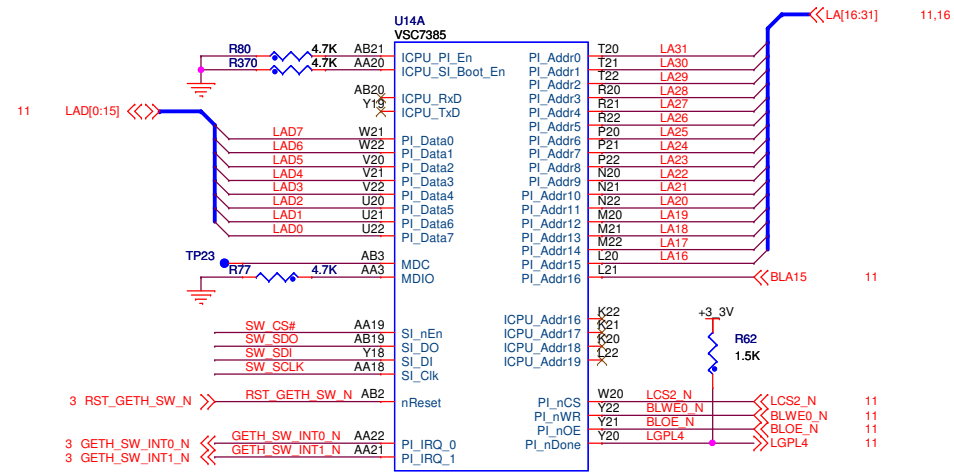 U14A
VSC7385
LA[16:31] 11,16
R80 4.7K AB21 ICPU_PI_En PI_Addr0 T20 LA31
R370 4.7K AA20 ICPU_SI_Boot_En PI_Addr1 T21 LA30
PI_Addr2 T22 LA29
AB20 ICPU_RxD PI_Addr3 R20 LA28
11 LAD[0:15] Y19 ICPU_TxD PI_Addr4 R21 LA27
PI_Addr5 R22 LA26
LAD7 W21 PI_Data0 PI_Addr6 P20 LA25
LAD6 W22 PI_Data1 PI_Addr7 P21 LA24
LAD5 V20 PI_Data2 PI_Addr8 P22 LA23
LAD4 V21 PI_Data3 PI_Addr9 N20 LA22
LAD3 V22 PI_Data4 PI_Addr10 N21 LA21
LAD2 U20 PI_Data5 PI_Addr11 N22 LA20
LAD1 U21 PI_Data6 PI_Addr12 M20 LA19
LAD0 U22 PI_Data7 PI_Addr13 M21 LA18
PI_Addr14 M22 LA17
TP23 AB3 MDC PI_Addr15 L20 LA16
R77 4.7K AA3 MDIO PI_Addr16 L21 BLA15 11
ICPU_Addr16 K22 +3_3V
SW_CS# AA19 SI_nEn ICPU_Addr17 K21
SW_SDO AB19 SI_DO ICPU_Addr18 K20 R62
SW_SDI Y18 SI_DI ICPU_Addr19 L22 1.5K
SW_SCLK AA18 SI_Clk
3 RST_GETH_SW_N RST_GETH_SW_N AB2 nReset PI_nCS W20 LCS2_N LCS2_N 11
PI_nWR Y22 BLWE0_N BLWE0_N 11
PI_nOE Y21 BLOE_N BLOE_N 11
3 GETH_SW_INT0_N GETH_SW_INT0_N AA22 PI_IRQ_0 PI_nDone Y20 LGPL4 LGPL4 11
3 GETH_SW_INT1_N GETH_SW_INT1_N AA21 PI_IRQ_1